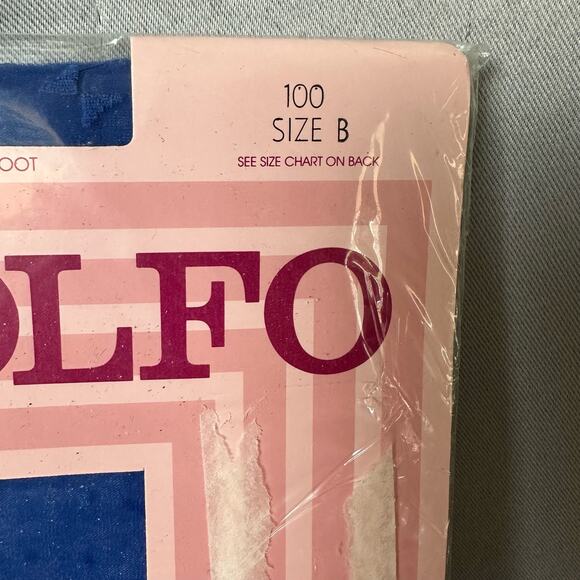 100
SIZE B
OOT
SEE SIZE CHART ON BACK
OLFO